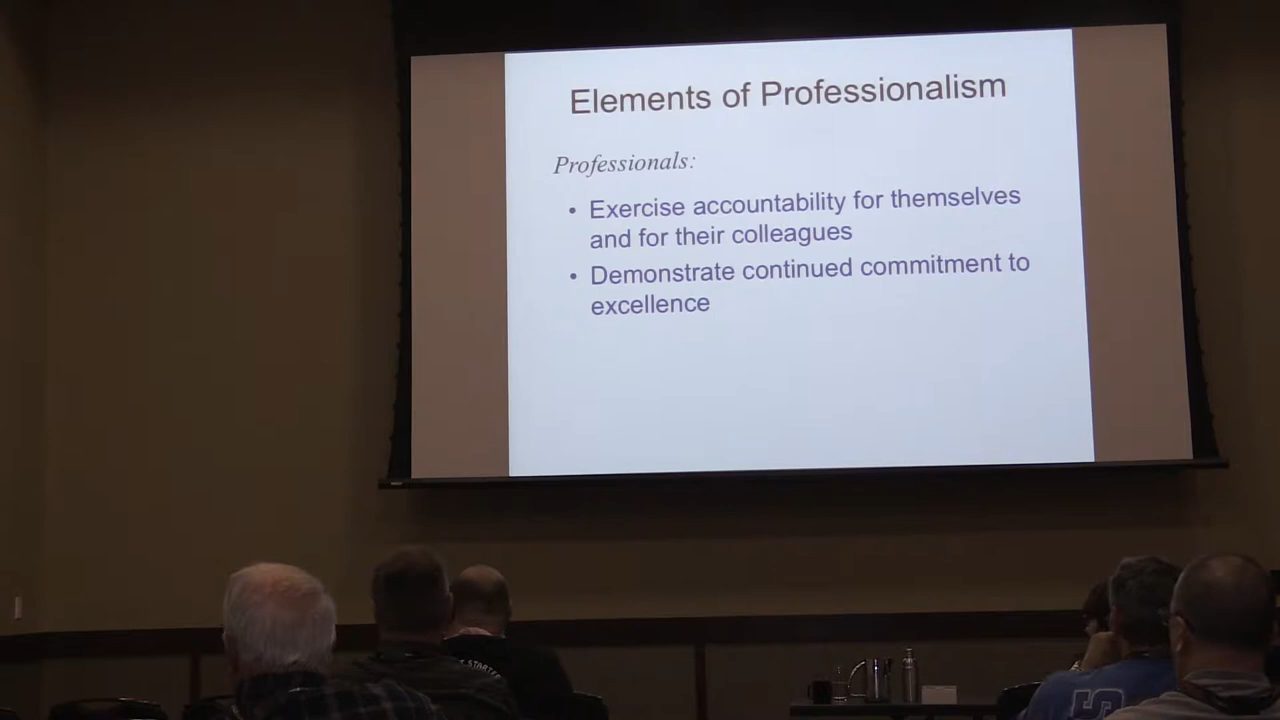 Elements of Professionalism
Professionals:
• Exercise accountability for themselves
and for their colleagues
• Demonstrate continued commitment to
excellence
S